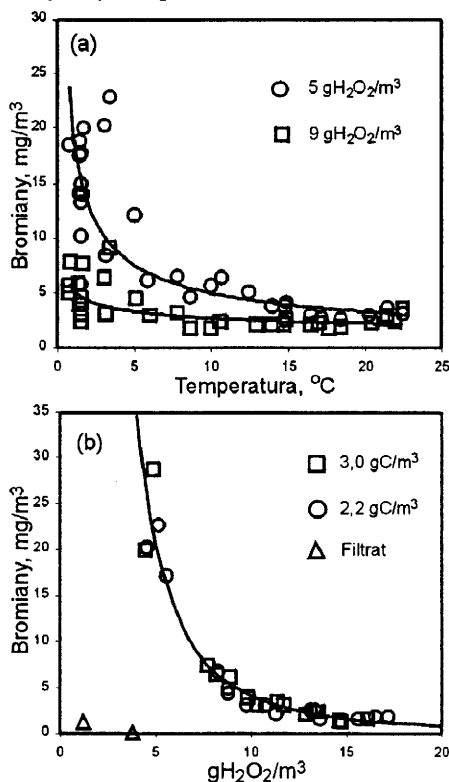 (a)
Bromiany, mg/m³
30
25
20
15
10
5
0
5 gH₂O₂/m³
9 gH₂O₂/m³
0 5 10 15 20 25
Temperatura, °C
(b)
Bromiany, mg/m³
35
30
25
20
15
10
5
0
3,0 gC/m³
2,2 gC/m³
Filtrat
0 5 10 15 20
gH₂O₂/m³